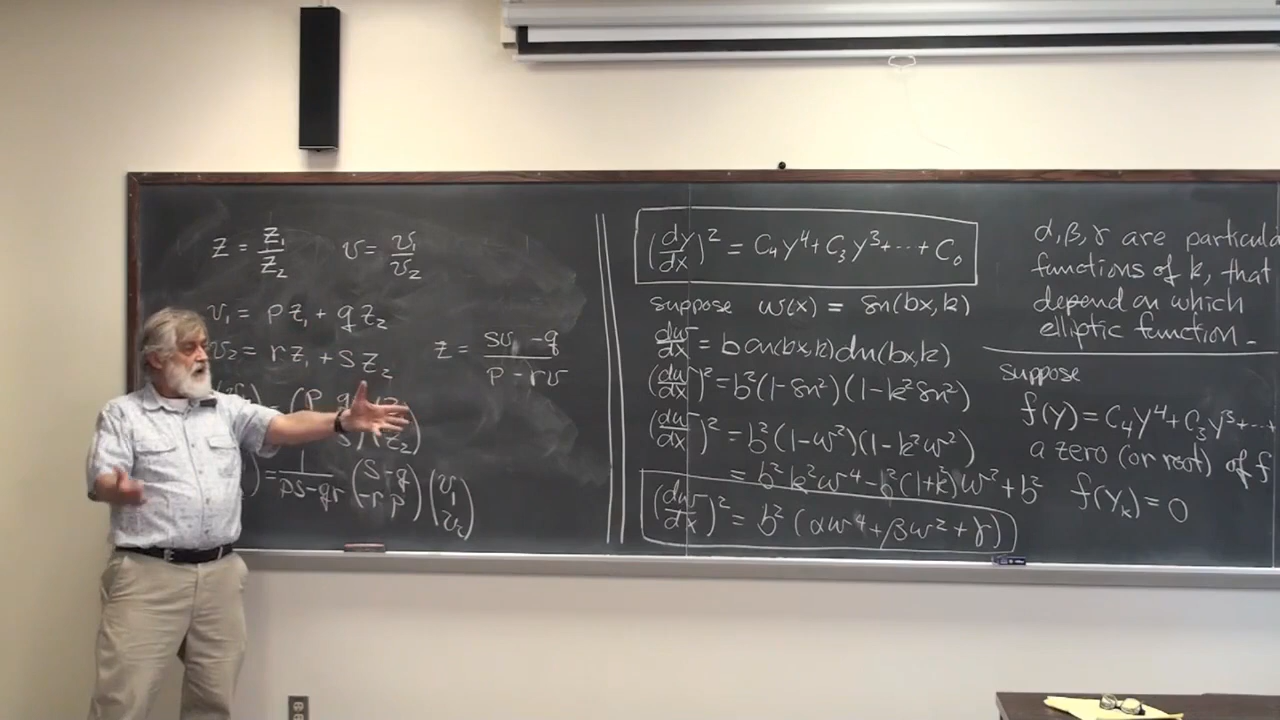 z = z₁/z₂    v = v₁/v₂
v₁ = pz₁ + qz₂
v₂ = rz₁ + sz₂
z = (sv - q)/(p - rv)
= (p q
s)(z₂)
) = 1/(ps-qr) (s -q
-r p) (v₁
v₂)
(dy/dx)² = C₄y⁴ + C₃y³ + ··· + C₀
suppose w(x) = sn(bx, k)
dw/dx = b cn(bx, k) dn(bx, k)
(dw/dx)² = b²(1 - sn²)(1 - k² sn²)
(dw/dx)² = b²(1 - w²)(1 - k²w²)
= b²k²w⁴ - b²(1+k²)w² + b²
(dw/dx)² = b²(αw⁴ + βw² + γ)
α, β, γ are particula
functions of k, that
depend on which
elliptic function.
suppose
f(y) = C₄y⁴ + C₃y³ + ···
a zero (or root) of f
f(yₖ) = 0